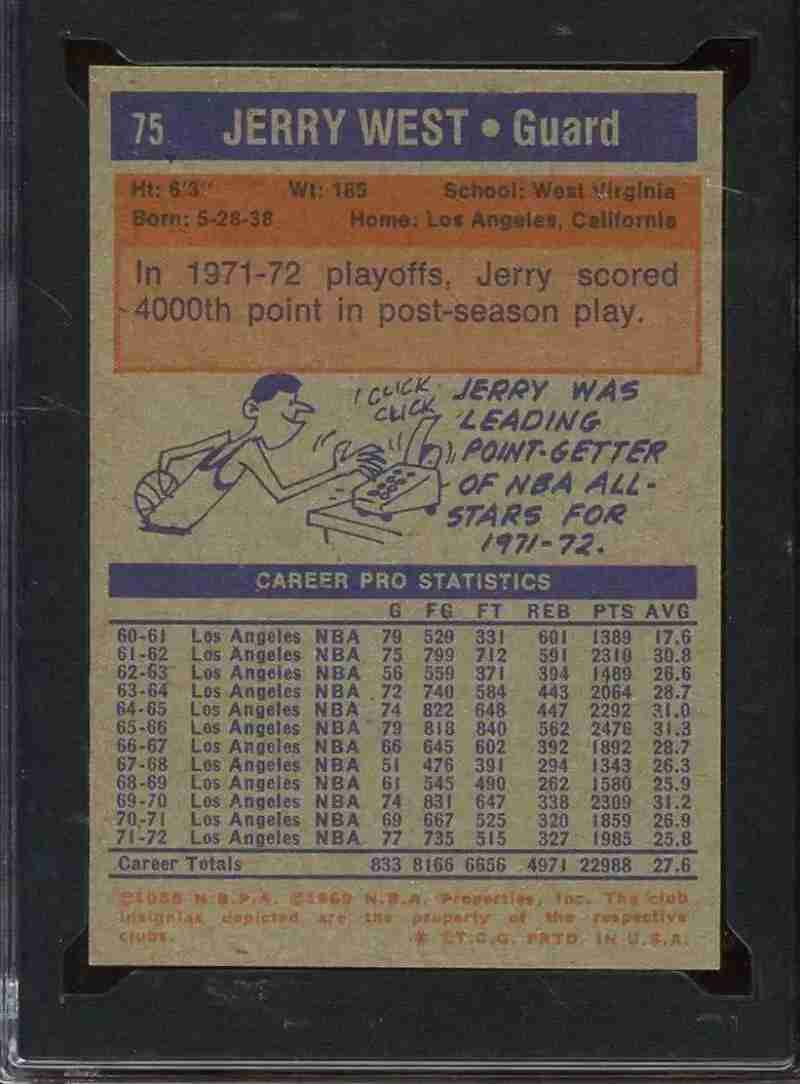 75 JERRY WEST • Guard
Ht: 6'3" Wt: 185 School: West Virginia
Born: 5-28-38 Home: Los Angeles, California
In 1971-72 playoffs, Jerry scored
4000th point in post-season play.
CLICK
CLICK
JERRY WAS
LEADING
POINT-GETTER
OF NBA ALL-
STARS FOR
1971-72.
CAREER PRO STATISTICS
G FG FT REB PTS AVG
60-61 Los Angeles NBA 79 529 331 601 1389 17.6
61-62 Los Angeles NBA 75 799 712 591 2310 30.8
62-63 Los Angeles NBA 56 559 371 394 1489 26.6
63-64 Los Angeles NBA 72 740 584 443 2064 28.7
64-65 Los Angeles NBA 74 822 648 447 2292 31.0
65-66 Los Angeles NBA 79 818 840 562 2476 31.3
66-67 Los Angeles NBA 66 645 602 392 1892 28.7
67-68 Los Angeles NBA 51 476 391 294 1343 26.3
68-69 Los Angeles NBA 61 545 490 262 1580 25.9
69-70 Los Angeles NBA 74 831 647 338 2309 31.2
70-71 Los Angeles NBA 69 667 525 320 1859 26.9
71-72 Los Angeles NBA 77 735 515 327 1985 25.8
Career Totals 833 8166 6656 4971 22988 27.6
N.B.P.A. ©1969 N.B.A. Properties, Inc. The club
insignias depicted are the property of the respective
clubs. * ©T.C.G. PRTD. IN U.S.A.